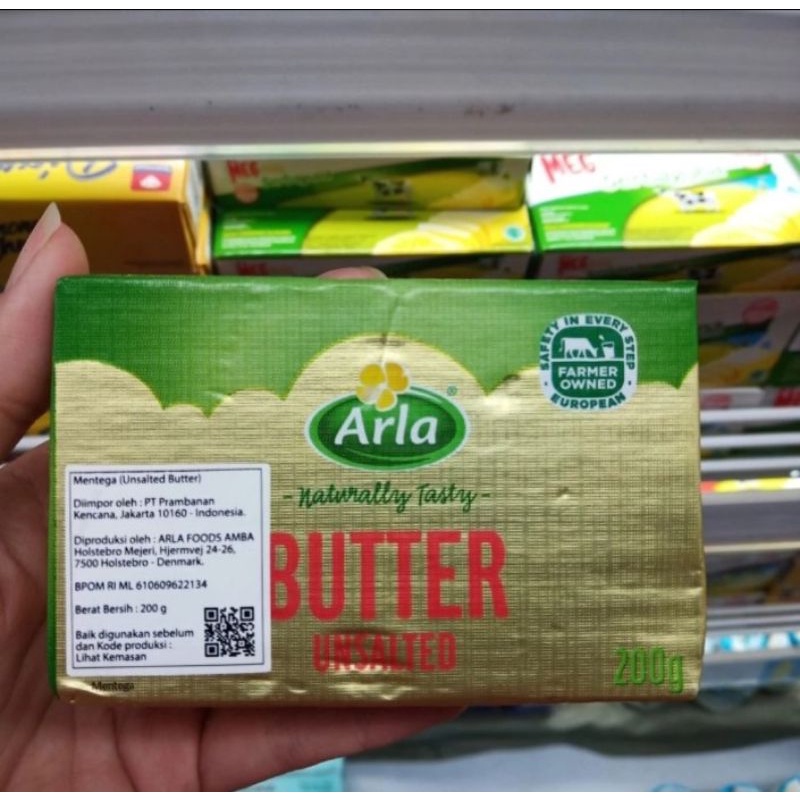 MEG
MEG
SAFETY IN EVERY STEP
FARMER
OWNED
EUROPEAN
Arla
®
- Naturally Tasty -
BUTTER
UNSALTED
200g
Mentega (Unsalted Butter)
Diimpor oleh : PT Prambanan
Kencana, Jakarta 10160 - Indonesia.
Diproduksi oleh : ARLA FOODS AMBA
Holstebro Mejeri, Hjermvej 24-26,
7500 Holstebro - Denmark.
BPOM RI ML 610609622134
Berat Bersih : 200 g
Baik digunakan sebelum
dan Kode produksi :
Lihat Kemasan
Mentega